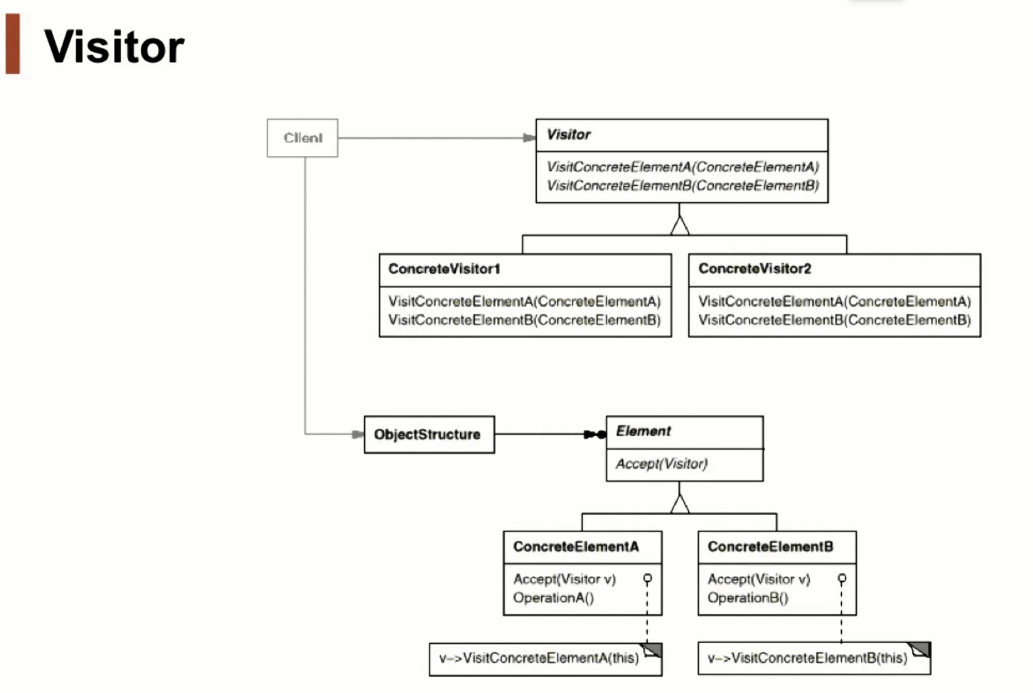 Visitor
Client
Visitor
VisitConcreteElementA(ConcreteElementA)
VisitConcreteElementB(ConcreteElementB)
ConcreteVisitor1
VisitConcreteElementA(ConcreteElementA)
VisitConcreteElementB(ConcreteElementB)
ConcreteVisitor2
VisitConcreteElementA(ConcreteElementA)
VisitConcreteElementB(ConcreteElementB)
ObjectStructure
Element
Accept(Visitor)
ConcreteElementA
Accept(Visitor v)
OperationA()
ConcreteElementB
Accept(Visitor v)
OperationB()
v–>VisitConcreteElementA(this)
v–>VisitConcreteElementB(this)